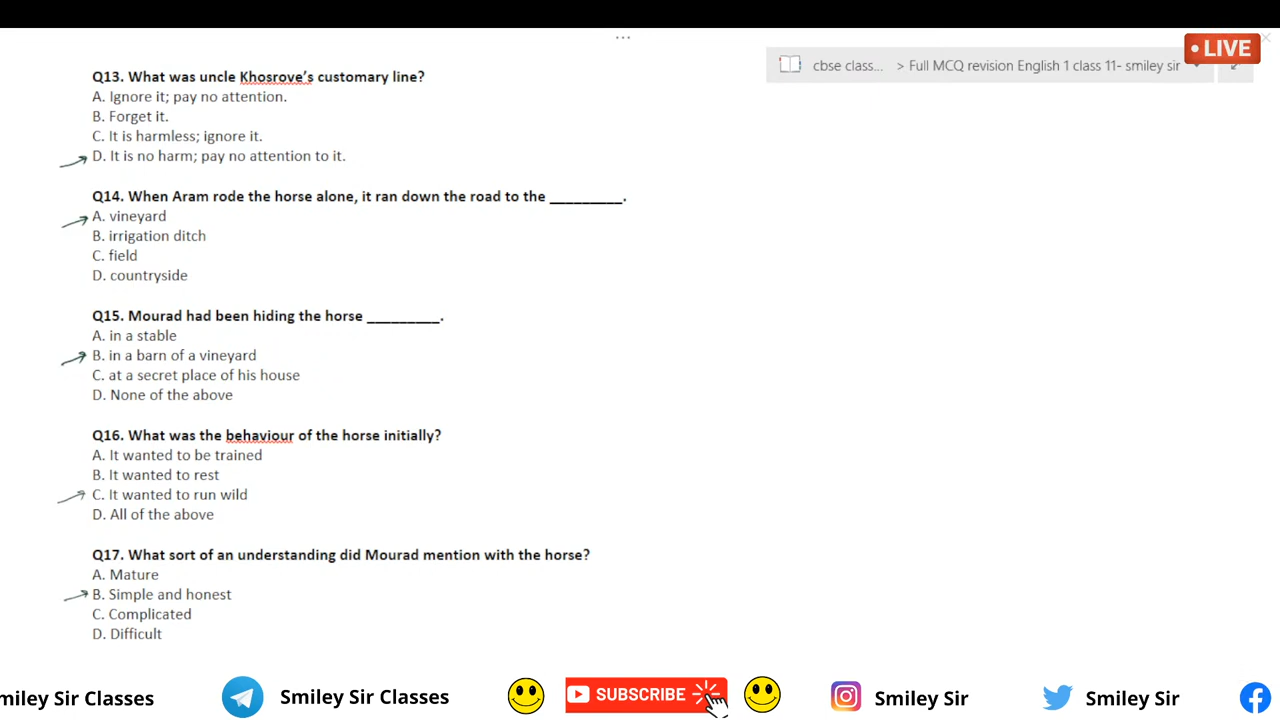 LIVE
cbse class... > Full MCQ revision English 1 class 11- smiley sir
Q13. What was uncle Khosrove's customary line?
A. Ignore it; pay no attention.
B. Forget it.
C. It is harmless; ignore it.
D. It is no harm; pay no attention to it.
Q14. When Aram rode the horse alone, it ran down the road to the _________.
A. vineyard
B. irrigation ditch
C. field
D. countryside
Q15. Mourad had been hiding the horse _________.
A. in a stable
B. in a barn of a vineyard
C. at a secret place of his house
D. None of the above
Q16. What was the behaviour of the horse initially?
A. It wanted to be trained
B. It wanted to rest
C. It wanted to run wild
D. All of the above
Q17. What sort of an understanding did Mourad mention with the horse?
A. Mature
B. Simple and honest
C. Complicated
D. Difficult
miley Sir Classes Smiley Sir Classes SUBSCRIBE Smiley Sir Smiley Sir